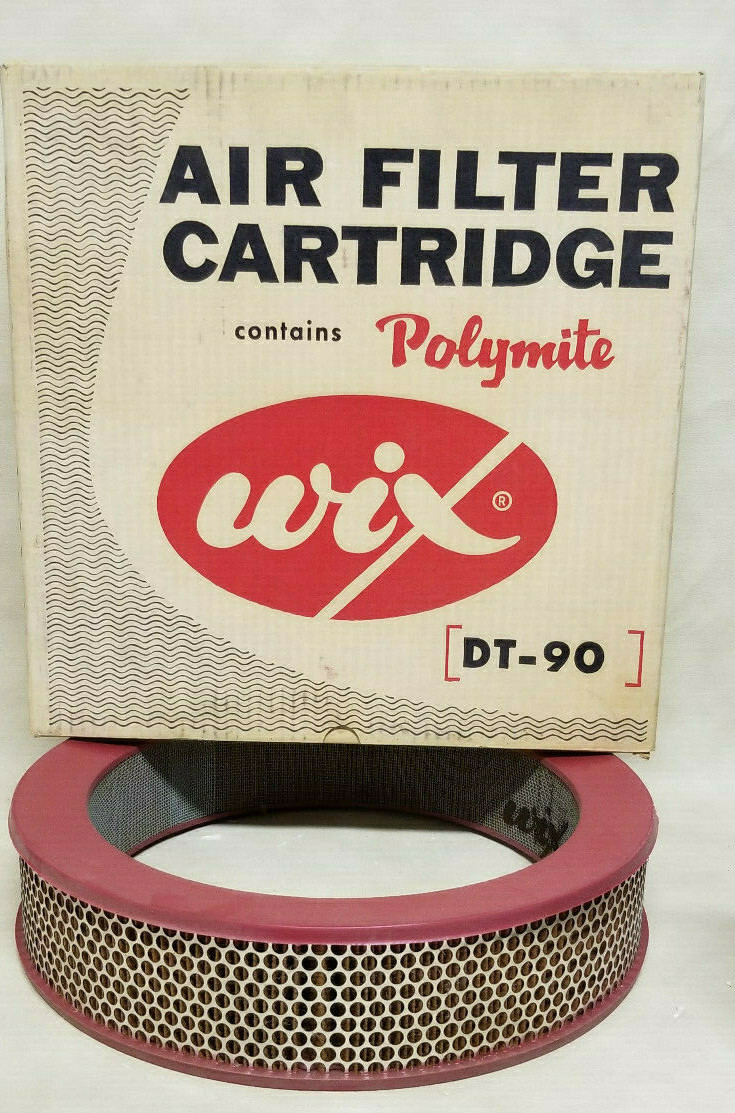 AIR FILTER
CARTRIDGE
contains Polymite
wix ®
[DT-90]
wix